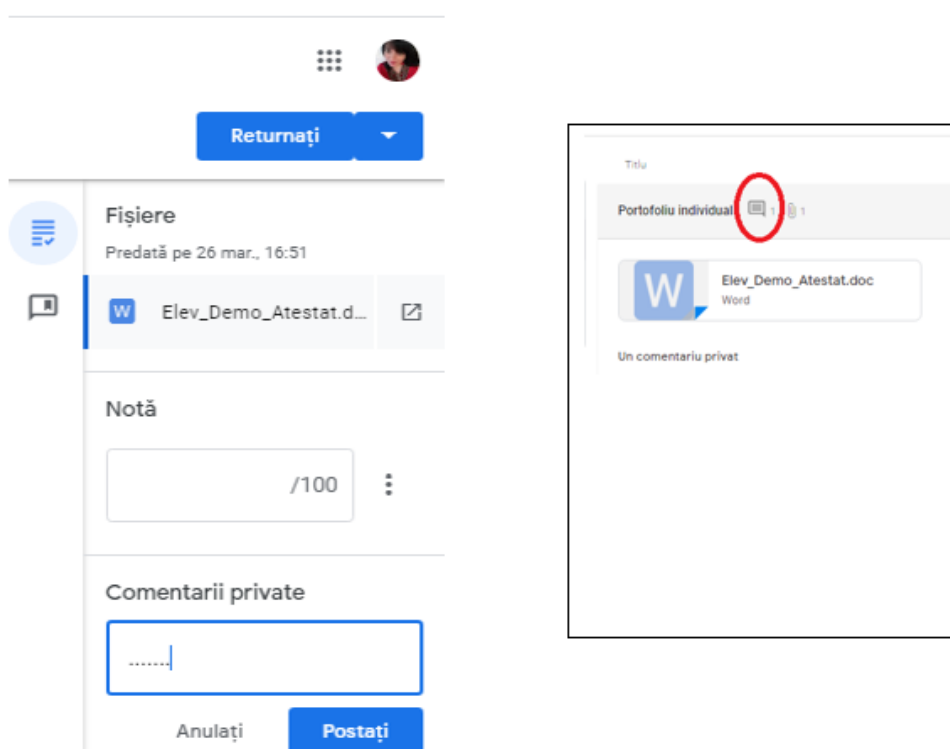 Returnați
Fișiere
Predată pe 26 mar., 16:51
W Elev_Demo_Atestat.d...
Notă
/100
Comentarii private
.......
Anulați Postați
Titlu
Portofoliu individual 1 1
W Elev_Demo_Atestat.doc
Word
Un comentariu privat